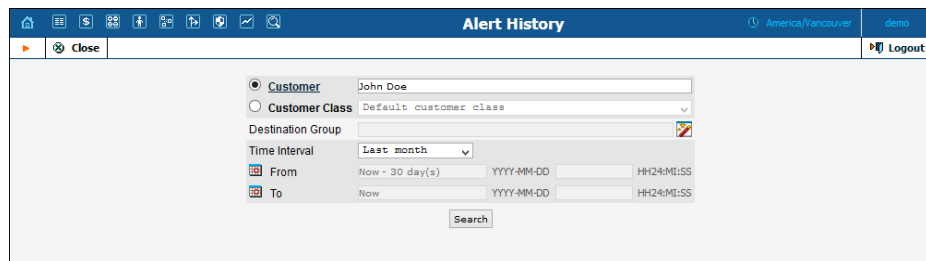 Alert History America/Vancouver demo
Close Logout
Customer John Doe
Customer Class Default customer class
Destination Group
Time Interval Last month
From Now - 30 day(s) YYYY-MM-DD HH24:MI:SS
To Now YYYY-MM-DD HH24:MI:SS
Search